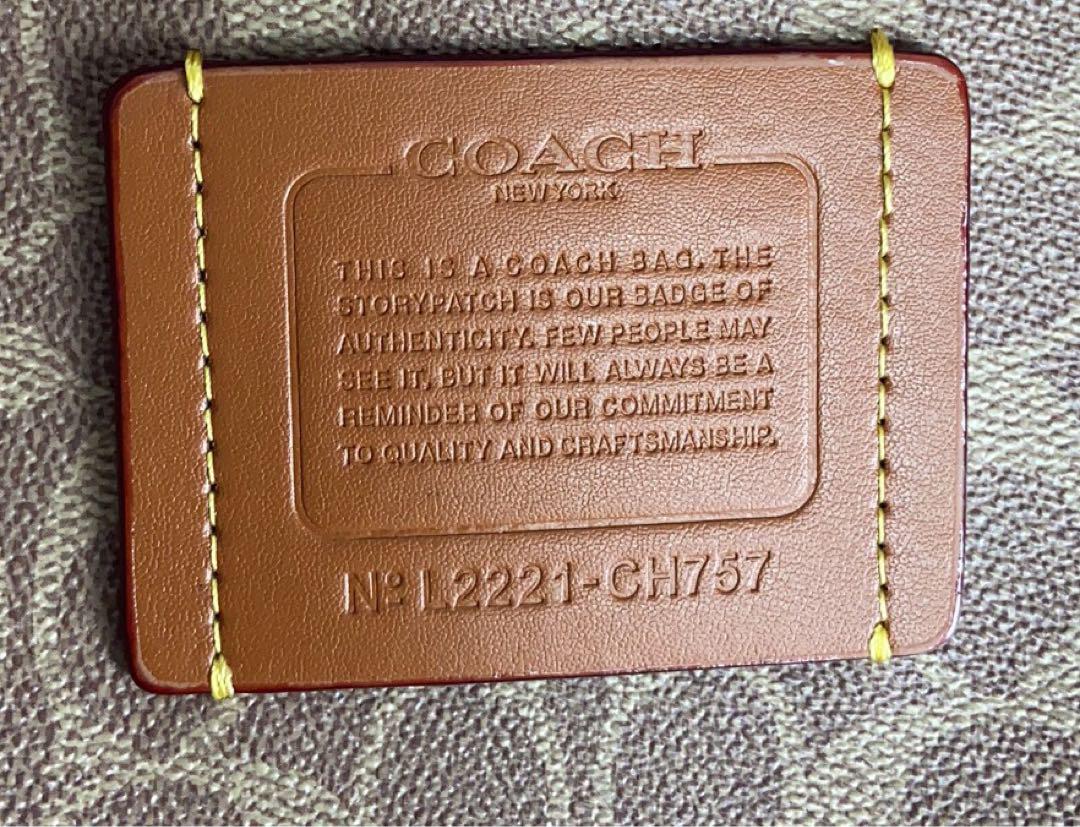 COACH
NEW YORK
THIS IS A COACH BAG. THE
STORYPATCH IS OUR BADGE OF
AUTHENTICITY. FEW PEOPLE MAY
SEE IT, BUT IT WILL ALWAYS BE A
REMINDER OF OUR COMMITMENT
TO QUALITY AND CRAFTSMANSHIP.
Nº L2221-CH757